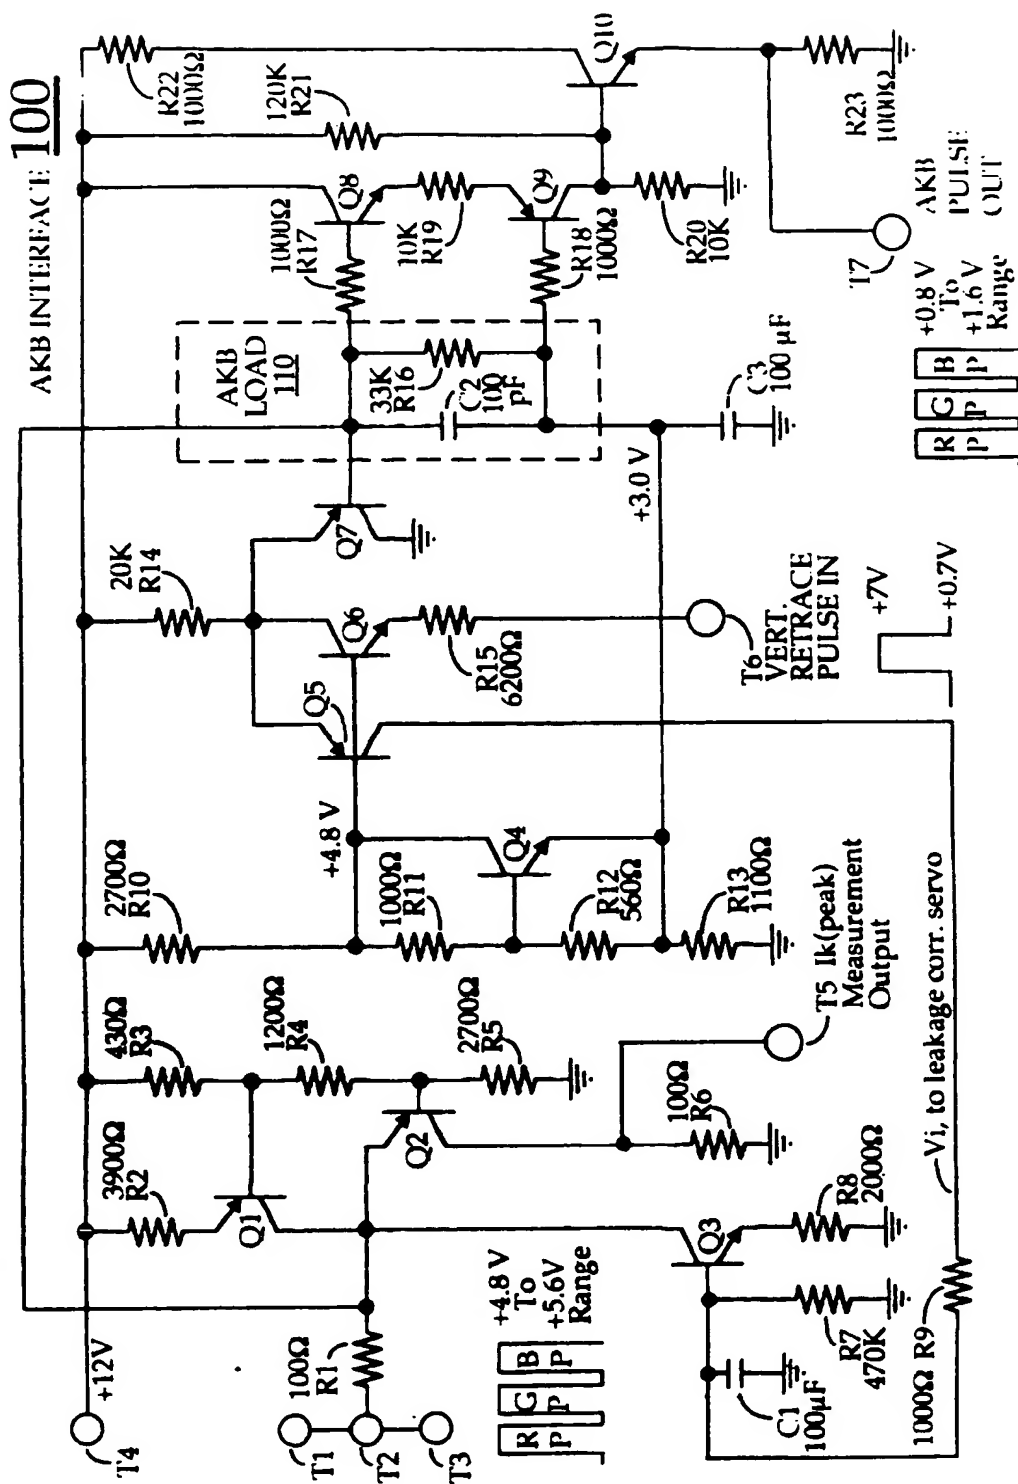 AKB INTERFACE 100
T4
+12V
T1
T2
T3
100Ω
R1
3900Ω
R2
430Ω
R3
1200Ω
R4
2700Ω
R5
Q1
Q2
100Ω
R6
T5 Ik(peak)
Measurement
Output
Q3
R8
2000Ω
R7
470K
C1
100µF
1000Ω R9
+4.8 V
To
+5.6V
Range
R G B
P P P
Vi, to leakage corr. servo
2700Ω
R10
+4.8 V
1000Ω
R11
Q4
R12
560Ω
R13
1100Ω
Q5
20K
R14
Q6
R15
6200Ω
T6
VERT.
RETRACE
PULSE IN
+7V
+0.7V
Q7
AKB
LOAD
110
33K
R16
C2
100
pF
+3.0 V
C3
100 µF
1000Ω
R17
Q8
10K
R19
Q9
R18
1000Ω
R20
10K
120K
R21
R22
1000Ω
Q10
R23
1000Ω
T7
AKB
PULSE
OUT
+0.8 V
To
+1.6 V
Range
R G B
P P P